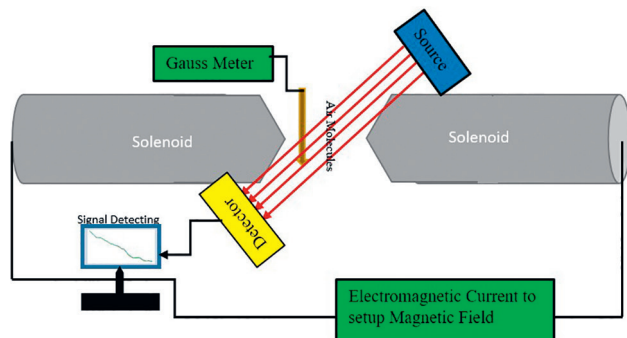 Gauss Meter
Source
Air Molecules
Solenoid
Solenoid
Detector
Signal Detecting
Electromagnetic Current to
setup Magnetic Field